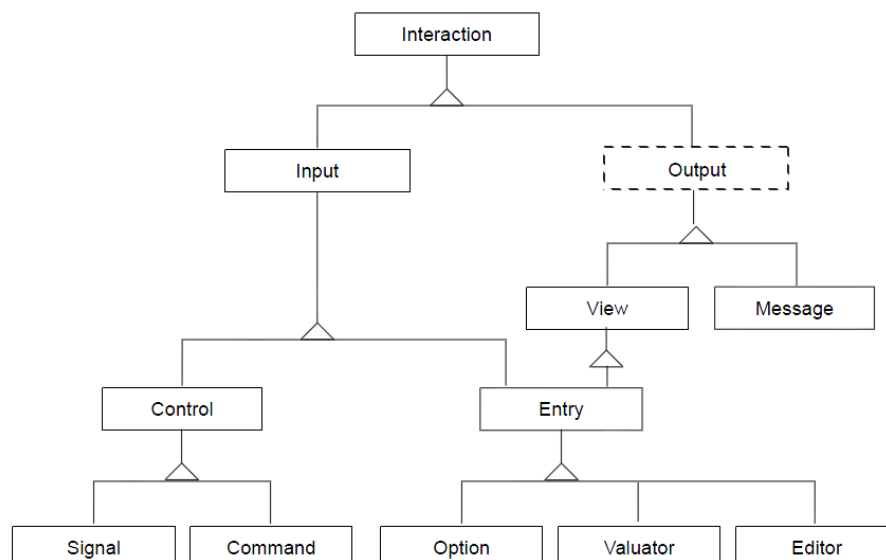 Interaction
Input
Output
View
Message
Control
Entry
Signal
Command
Option
Valuator
Editor